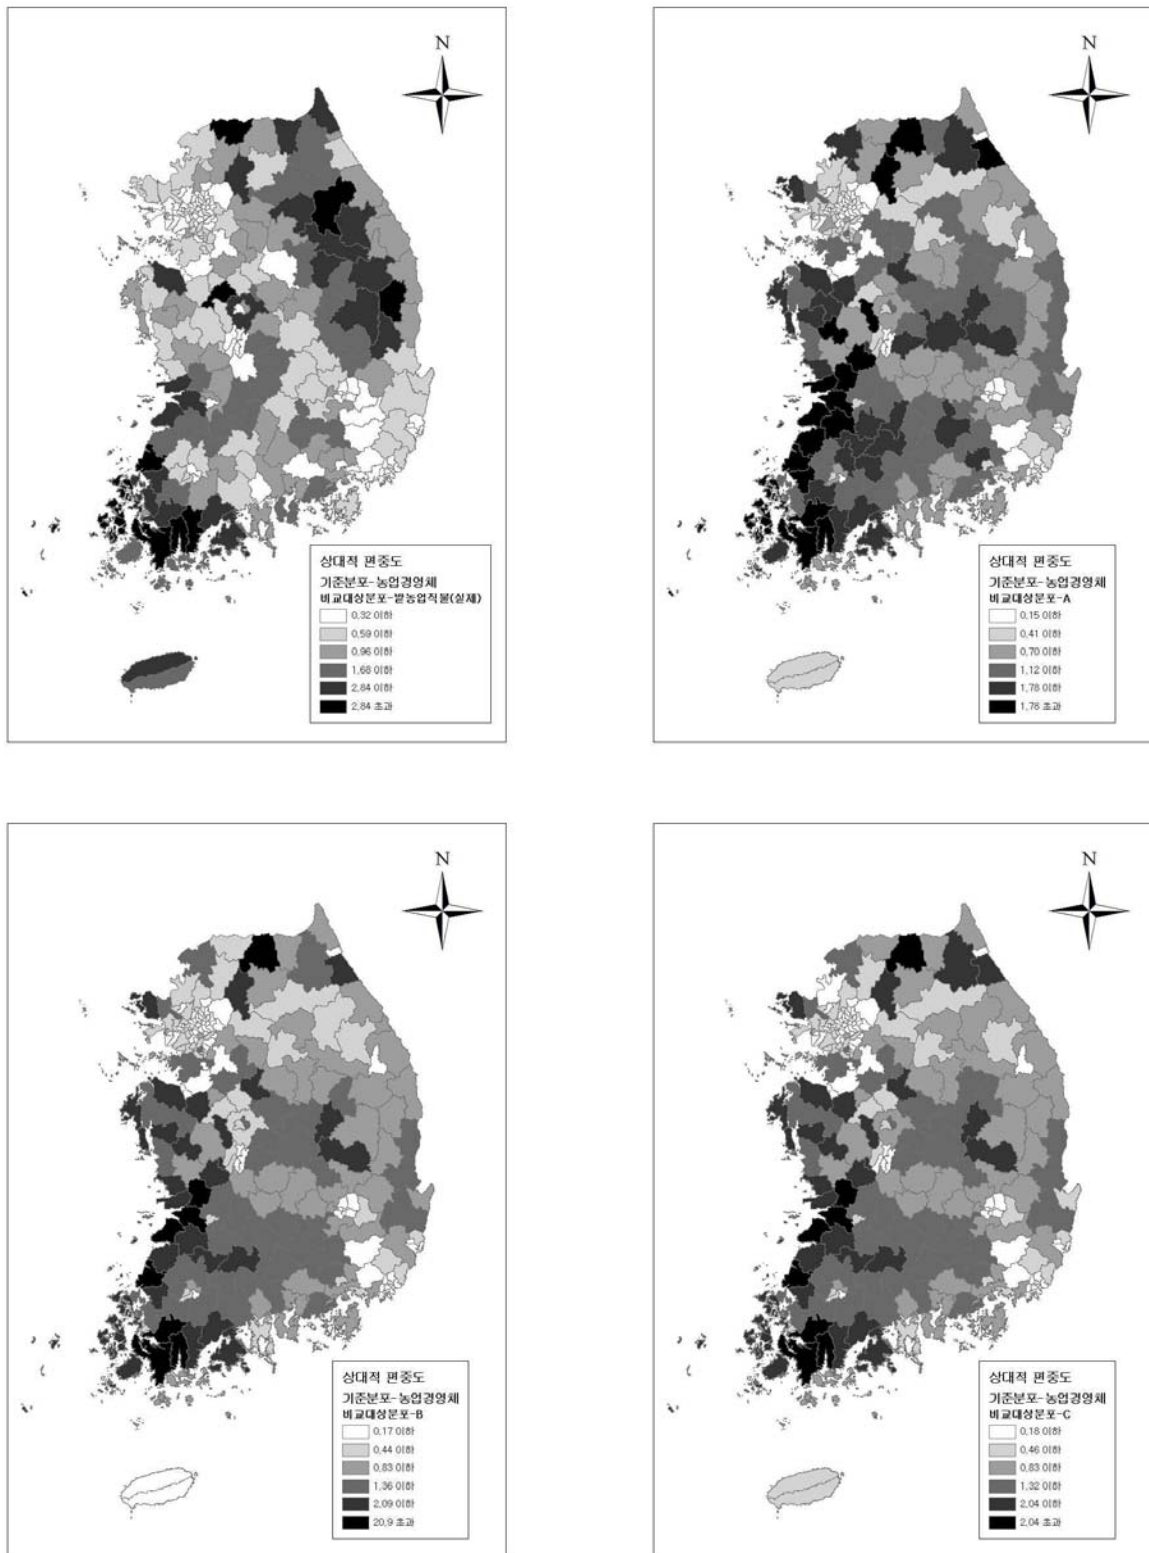 N
상대적 편중도
기준분포-농업경영체
비교대상분포-밭농업직불(실제)
0,32 이하
0,59 이하
0,96 이하
1,68 이하
2,84 이하
2,84 초과
N
상대적 편중도
기준분포-농업경영체
비교대상분포-A
0,15 이하
0,41 이하
0,70 이하
1,12 이하
1,78 이하
1,78 초과
N
상대적 편중도
기준분포-농업경영체
비교대상분포-B
0,17 이하
0,44 이하
0,83 이하
1,36 이하
2,09 이하
20,9 초과
N
상대적 편중도
기준분포-농업경영체
비교대상분포-C
0,18 이하
0,46 이하
0,83 이하
1,32 이하
2,04 이하
2,04 초과